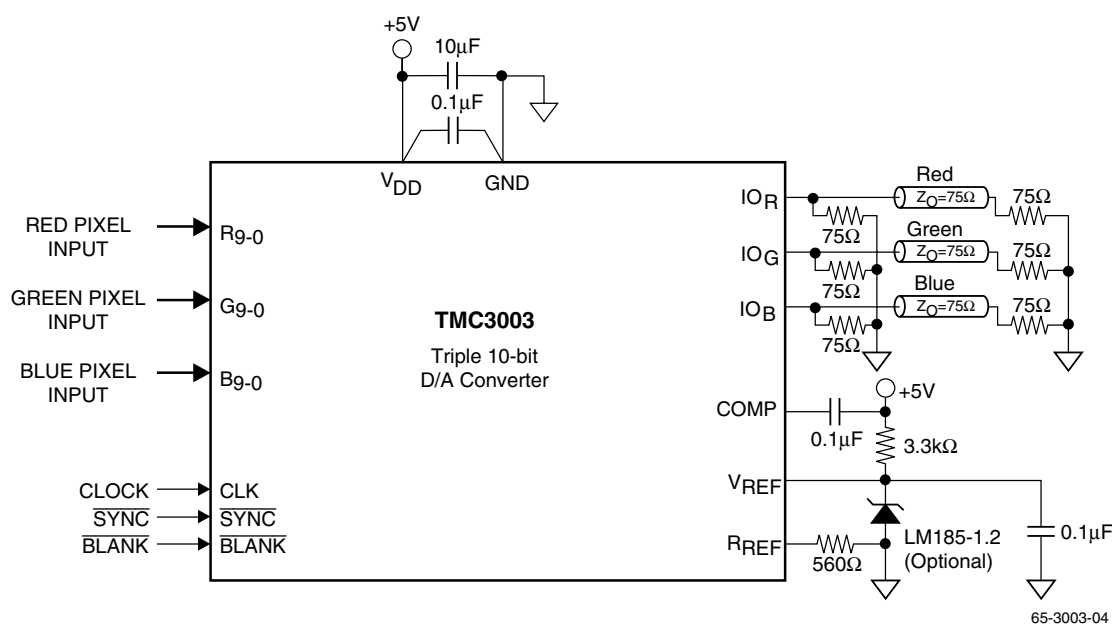 +5V
10μF
0.1μF
VDD
GND
RED PIXEL
INPUT
R9-0
GREEN PIXEL
INPUT
G9-0
BLUE PIXEL
INPUT
B9-0
CLOCK
CLK
SYNC
SYNC
BLANK
BLANK
TMC3003
Triple 10-bit
D/A Converter
IOR
Red
ZO=75Ω
75Ω
75Ω
IOG
Green
ZO=75Ω
75Ω
75Ω
IOB
Blue
ZO=75Ω
75Ω
75Ω
+5V
COMP
0.1μF
3.3kΩ
VREF
LM185-1.2
(Optional)
0.1μF
RREF
560Ω
65-3003-04